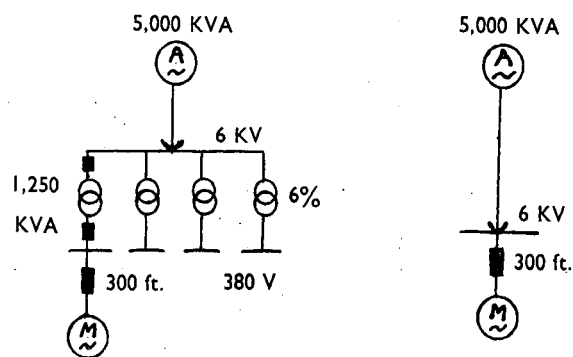 5,000 KVA
A
6 KV
1,250
KVA
6%
300 ft.
380 V
M
5,000 KVA
A
6 KV
300 ft.
M